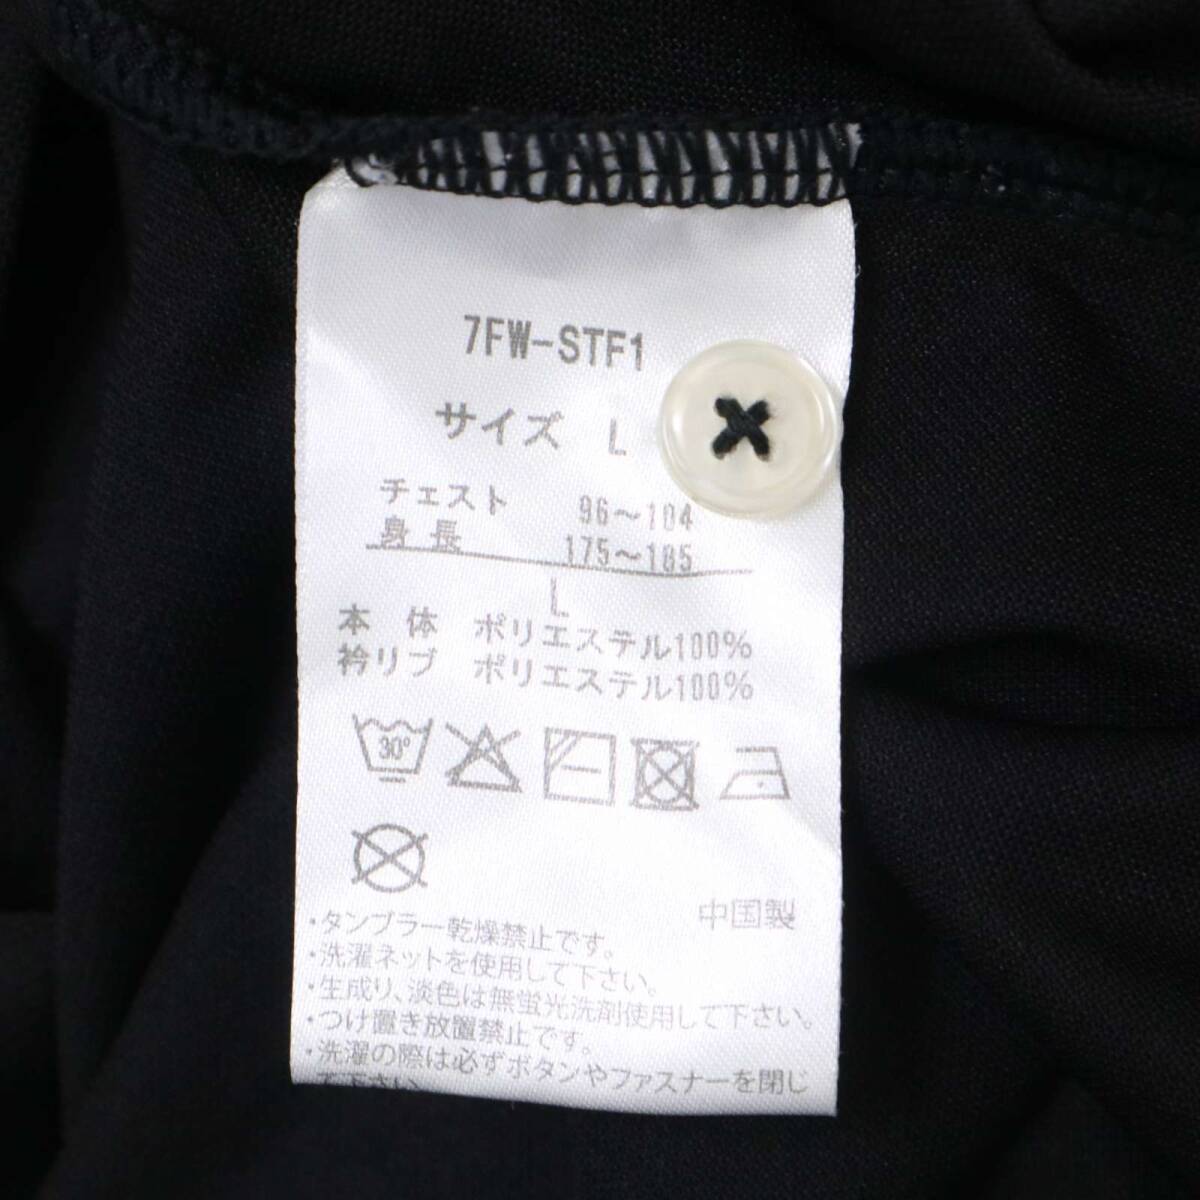 7FW-STF1
サイズ L
チェスト 96～104
身長 175～185
L
本体 ポリエステル100%
衿リブ ポリエステル100%
30°
中国製
・タンブラー乾燥禁止です。
・洗濯ネットを使用して下さい。
・生成り、淡色は無蛍光洗剤使用して下さい。
・つけ置き放置禁止です。
・洗濯の際は必ずボタンやファスナーを閉じ
て下さい。